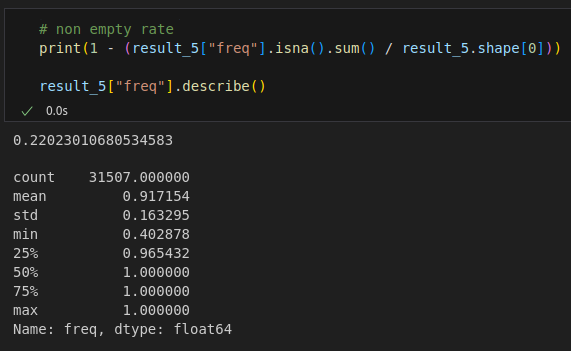 # non empty rate
print(1 - (result_5["freq"].isna().sum() / result_5.shape[0]))
result_5["freq"].describe()
✓ 0.0s
0.22023010680534583
count 31507.000000
mean 0.917154
std 0.163295
min 0.402878
25% 0.965432
50% 1.000000
75% 1.000000
max 1.000000
Name: freq, dtype: float64